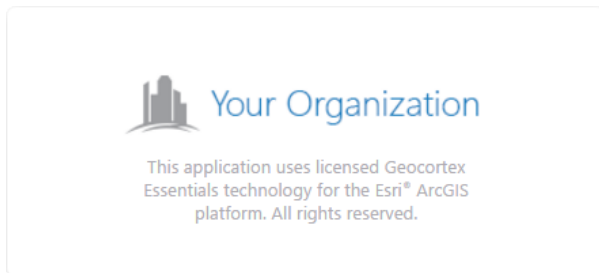 Your Organization
This application uses licensed Geocortex
Essentials technology for the Esri® ArcGIS
platform. All rights reserved.